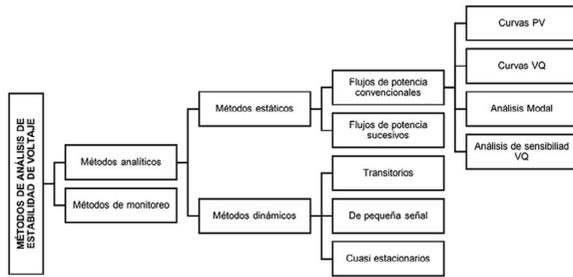 MÉTODOS DE ANÁLISIS DE
ESTABILIDAD DE VOLTAJE
Métodos analíticos
Métodos de monitoreo
Métodos estáticos
Métodos dinámicos
Flujos de potencia
convencionales
Flujos de potencia
sucesivos
Transitorios
De pequeña señal
Cuasi estacionarios
Curvas PV
Curvas VQ
Análisis Modal
Análisis de sensibiliad
VQ